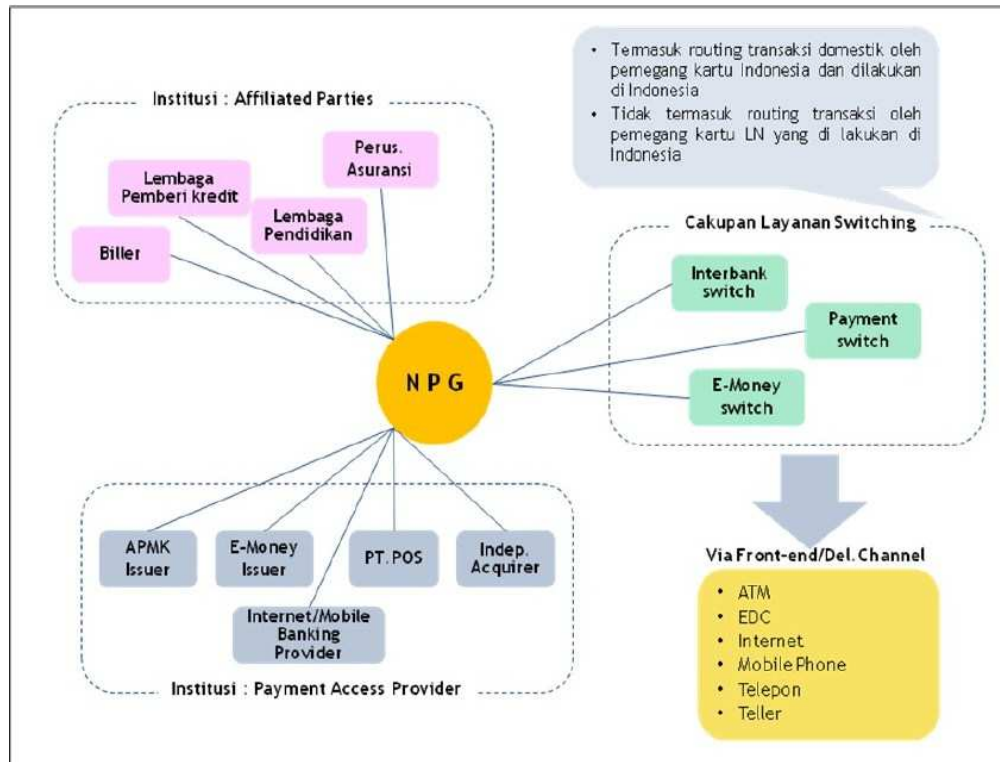 • Termasuk routing transaksi domestik oleh
pemegang kartu Indonesia dan dilakukan
di Indonesia
• Tidak termasuk routing transaksi oleh
pemegang kartu LN yang di lakukan di
Indonesia
Institusi : Affiliated Parties
Perus.
Asuransi
Lembaga
Pemberi kredit
Lembaga
Pendidikan
Biller
Cakupan Layanan Switching
Interbank
switch
Payment
switch
E-Money
switch
N P G
APMK
Issuer
E-Money
Issuer
PT. POS
Indep.
Acquirer
Internet/Mobile
Banking
Provider
Institusi : Payment Access Provider
Via Front-end/Del. Channel
• ATM
• EDC
• Internet
• Mobile Phone
• Telepon
• Teller